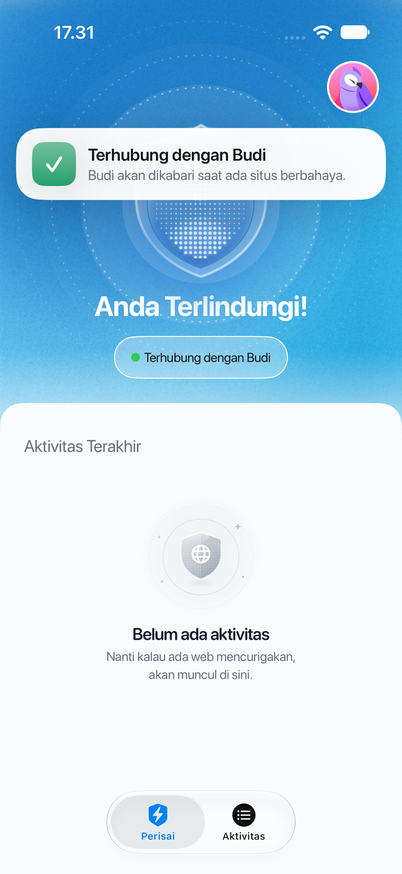 17.31
Terhubung dengan Budi
Budi akan dikabari saat ada situs berbahaya.
Anda Terlindungi!
Terhubung dengan Budi
Aktivitas Terakhir
Belum ada aktivitas
Nanti kalau ada web mencurigakan,
akan muncul di sini.
Perisai
Aktivitas